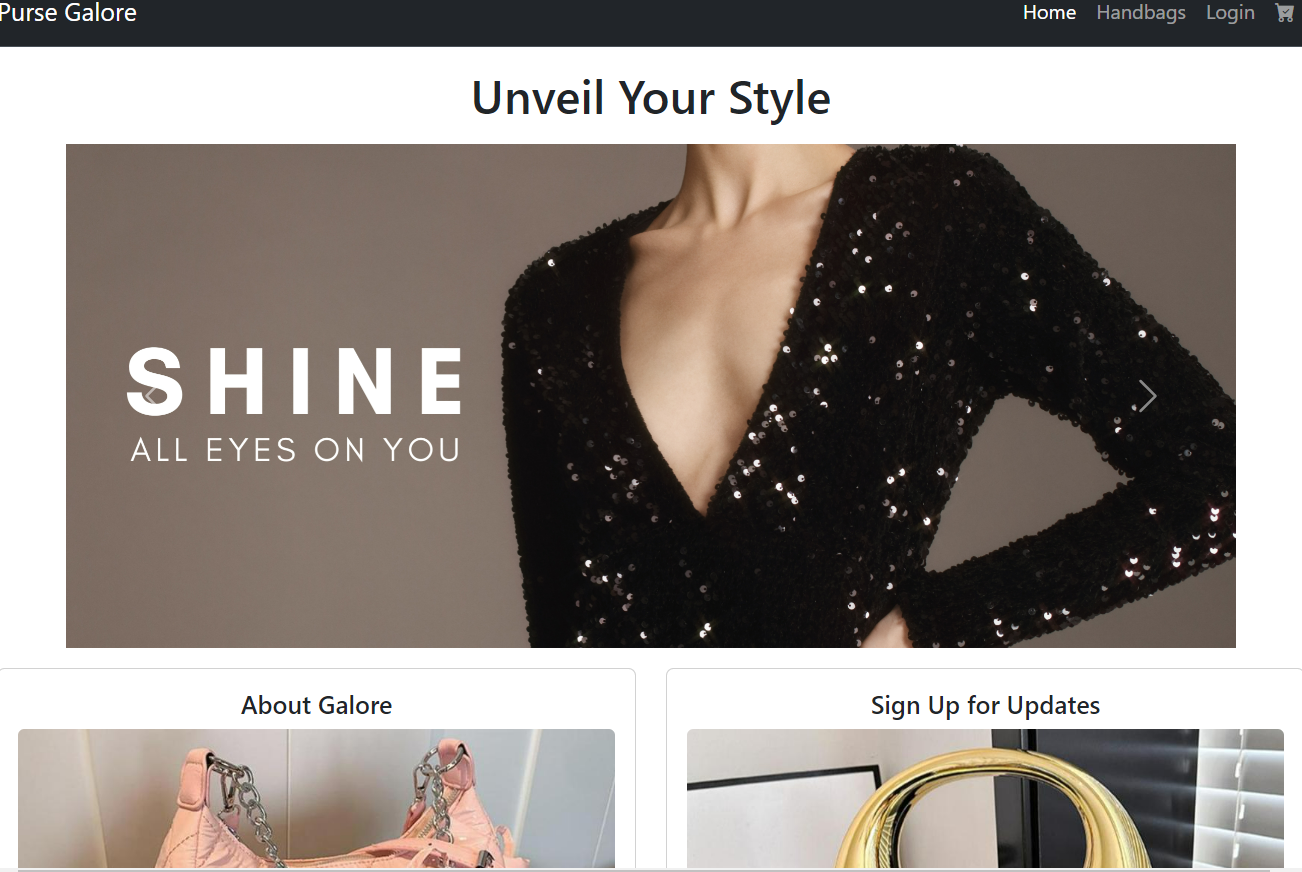 Purse Galore
Home Handbags Login
Unveil Your Style
SHINE
ALL EYES ON YOU
About Galore
Sign Up for Updates